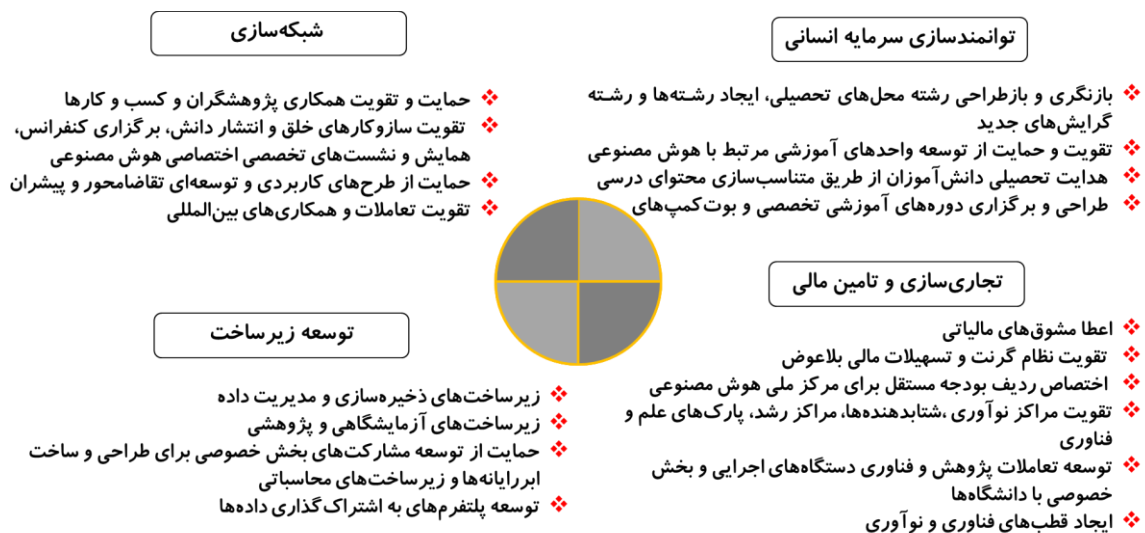 توانمندسازی سرمایه انسانی
❖ بازنگری و بازطراحی رشته محل‌های تحصیلی، ایجاد رشته‌ها و رشته
گرایش‌های جدید
❖ تقویت و حمایت از توسعه واحدهای آموزشی مرتبط با هوش مصنوعی
❖ هدایت تحصیلی دانش‌آموزان از طریق متناسب‌سازی محتوای درسی
❖ طراحی و برگزاری دوره‌های آموزشی تخصصی و بوت‌کمپ‌های
شبکه‌سازی
❖ حمایت و تقویت همکاری پژوهشگران و کسب و کارها
❖ تقویت سازوکارهای خلق و انتشار دانش، برگزاری کنفرانس،
همایش و نشست‌های تخصصی اختصاصی هوش مصنوعی
❖ حمایت از طرح‌های کاربردی و توسعه‌ای تقاضامحور و پیشران
❖ تقویت تعاملات و همکاری‌های بین‌المللی
تجاری‌سازی و تامین مالی
❖ اعطا مشوق‌های مالیاتی
❖ تقویت نظام گرنت و تسهیلات مالی بلاعوض
❖ اختصاص ردیف بودجه مستقل برای مرکز ملی هوش مصنوعی
❖ تقویت مراکز نوآوری ،شتابدهنده‌ها، مراکز رشد، پارک‌های علم و
فناوری
❖ توسعه تعاملات پژوهش و فناوری دستگاه‌های اجرایی و بخش
خصوصی با دانشگاه‌ها
❖ ایجاد قطب‌های فناوری و نوآوری
توسعه زیرساخت
❖ زیرساخت‌های ذخیره‌سازی و مدیریت داده
❖ زیرساخت‌های آزمایشگاهی و پژوهشی
❖ حمایت از توسعه مشارکت‌های بخش خصوصی برای طراحی و ساخت
ابررایانه‌ها و زیرساخت‌های محاسباتی
❖ توسعه پلتفرم‌های به اشتراک‌گذاری داده‌ها